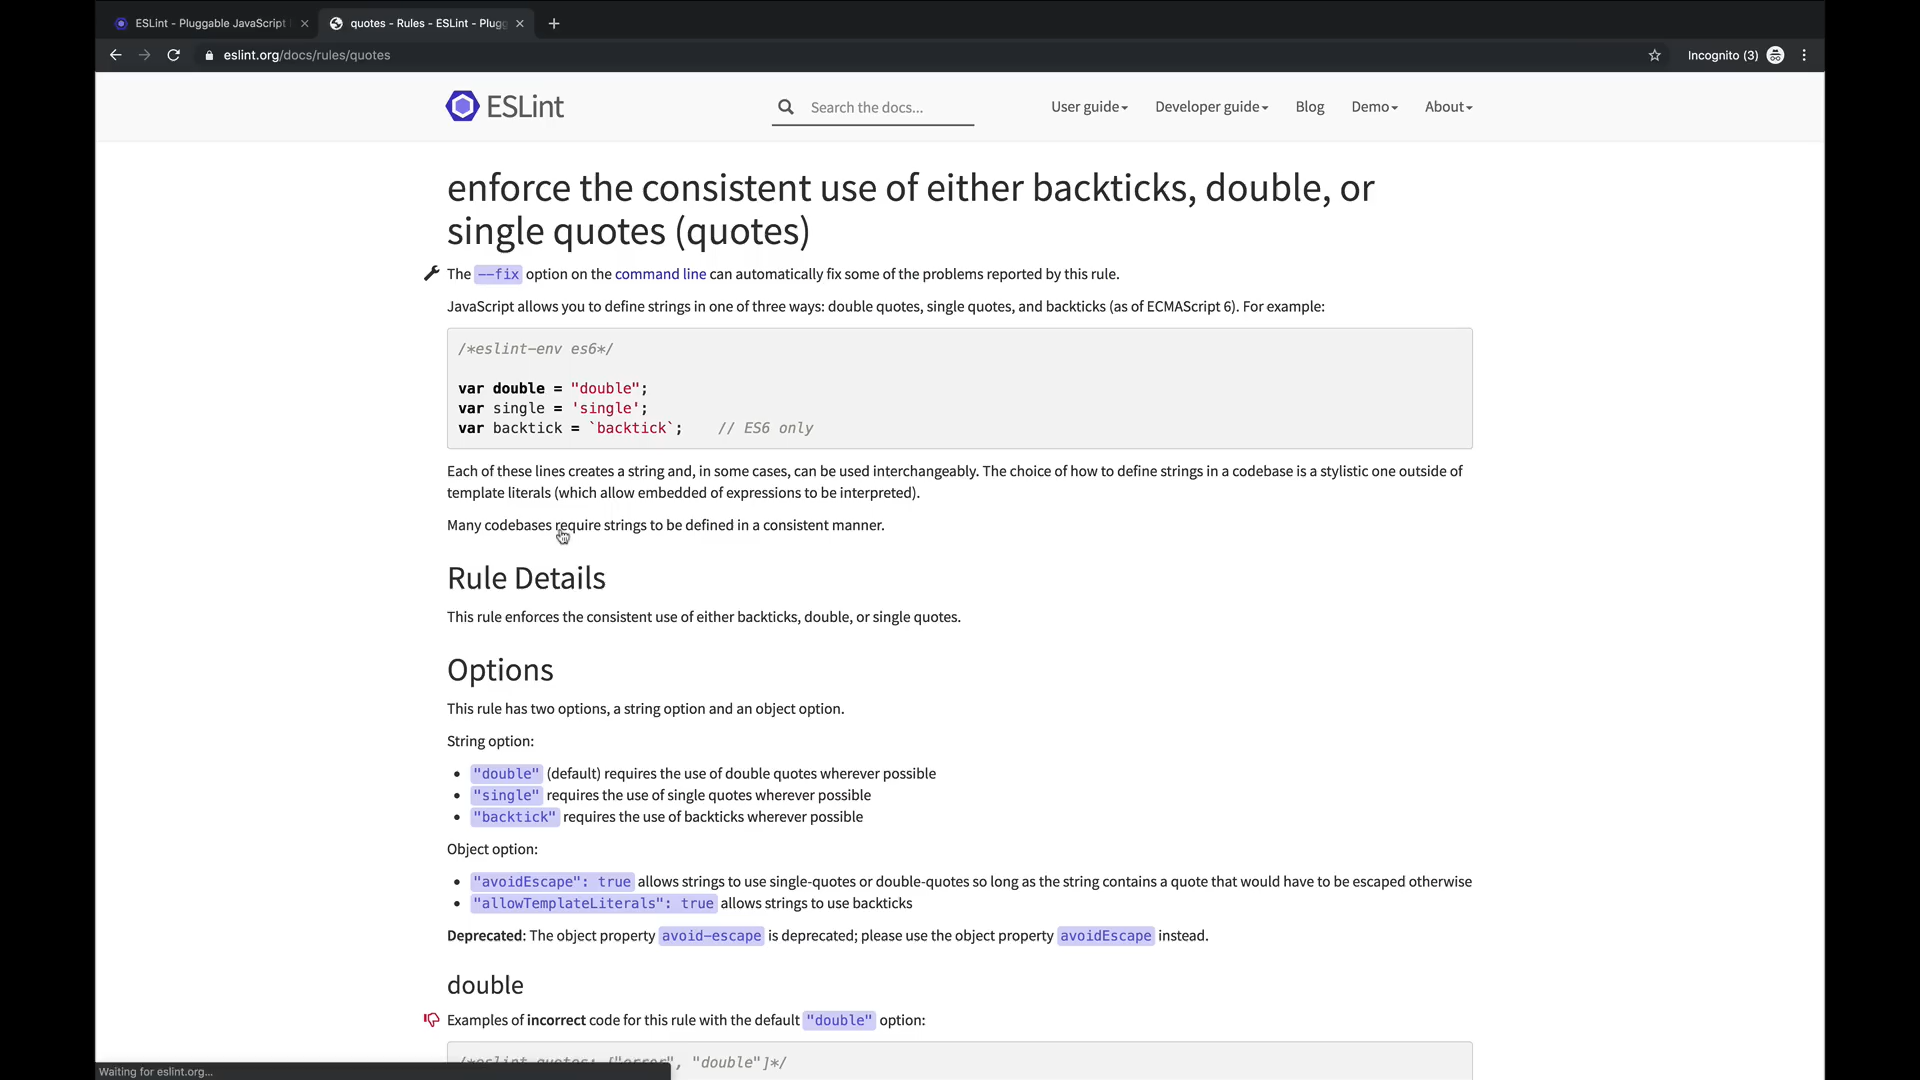 ESLint - Pluggable JavaScript
quotes - Rules - ESLint - Plugg
eslint.org/docs/rules/quotes
Incognito (3)
ESLint
Search the docs...
User guide
Developer guide
Blog
Demo
About
enforce the consistent use of either backticks, double, or
single quotes (quotes)
The --fix option on the command line can automatically fix some of the problems reported by this rule.
JavaScript allows you to define strings in one of three ways: double quotes, single quotes, and backticks (as of ECMAScript 6). For example:
/*eslint-env es6*/
var double = "double";
var single = 'single';
var backtick = `backtick`;    // ES6 only
Each of these lines creates a string and, in some cases, can be used interchangeably. The choice of how to define strings in a codebase is a stylistic one outside of
template literals (which allow embedded of expressions to be interpreted).
Many codebases require strings to be defined in a consistent manner.
Rule Details
This rule enforces the consistent use of either backticks, double, or single quotes.
Options
This rule has two options, a string option and an object option.
String option:
"double" (default) requires the use of double quotes wherever possible
"single" requires the use of single quotes wherever possible
"backtick" requires the use of backticks wherever possible
Object option:
"avoidEscape": true allows strings to use single-quotes or double-quotes so long as the string contains a quote that would have to be escaped otherwise
"allowTemplateLiterals": true allows strings to use backticks
Deprecated: The object property avoid-escape is deprecated; please use the object property avoidEscape instead.
double
Examples of incorrect code for this rule with the default "double" option:
/*eslint quotes: ["error", "double"]*/
Waiting for eslint.org...